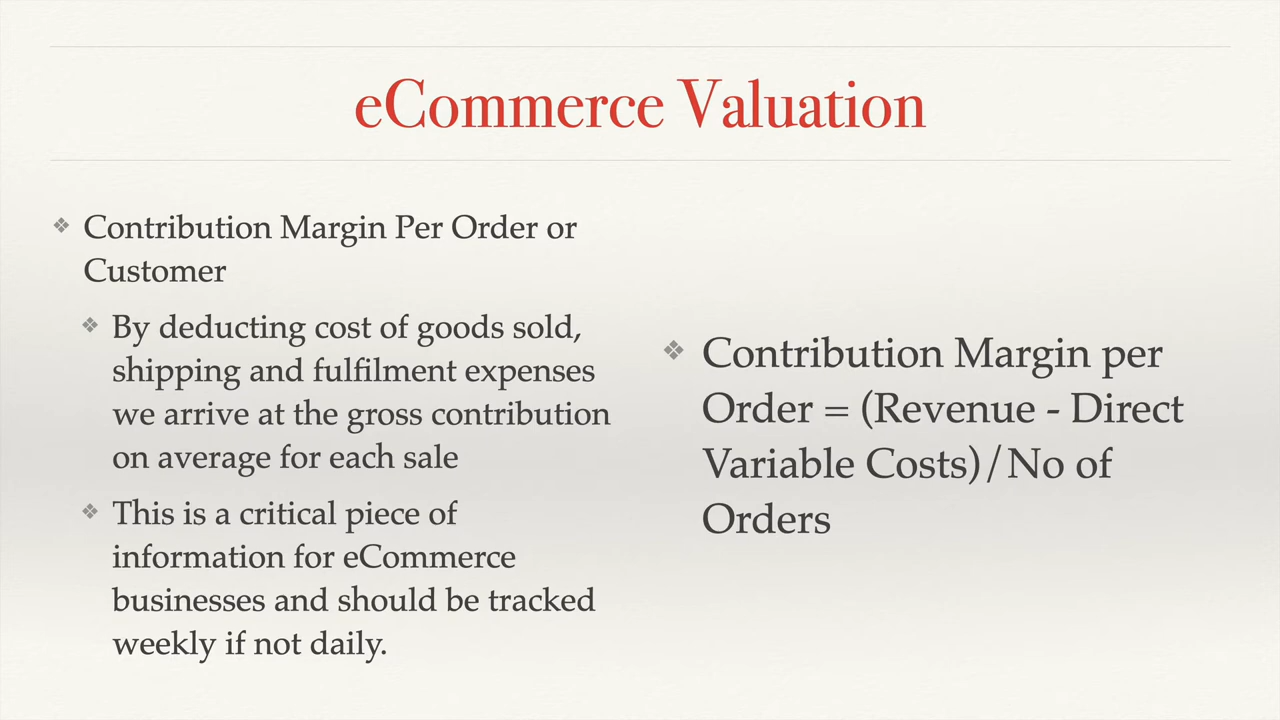 eCommerce Valuation
❖ Contribution Margin Per Order or
Customer
❖ By deducting cost of goods sold,
shipping and fulfilment expenses
we arrive at the gross contribution
on average for each sale
❖ This is a critical piece of
information for eCommerce
businesses and should be tracked
weekly if not daily.
❖ Contribution Margin per
Order = (Revenue - Direct
Variable Costs)/No of
Orders